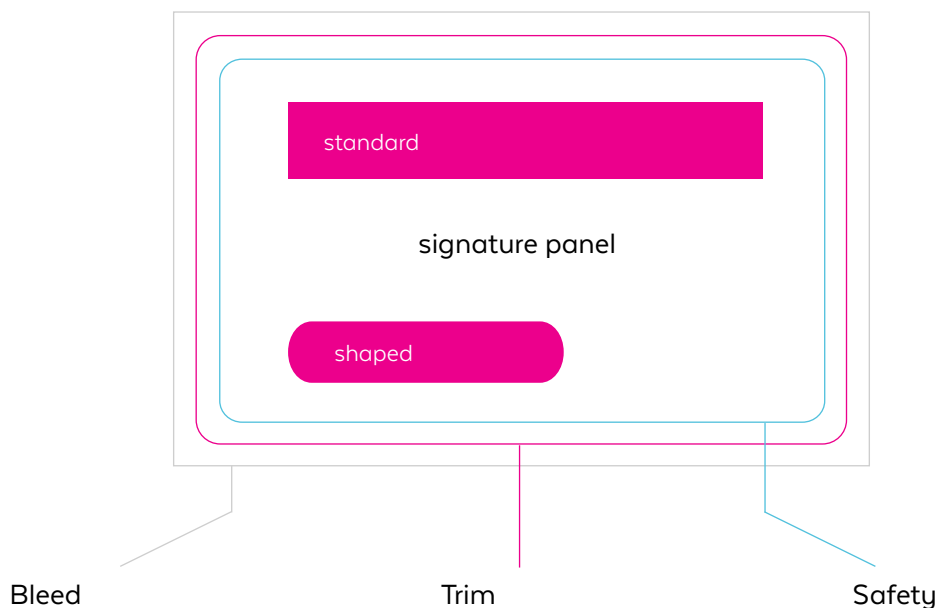 standard
signature panel
shaped
Bleed
Trim
Safety